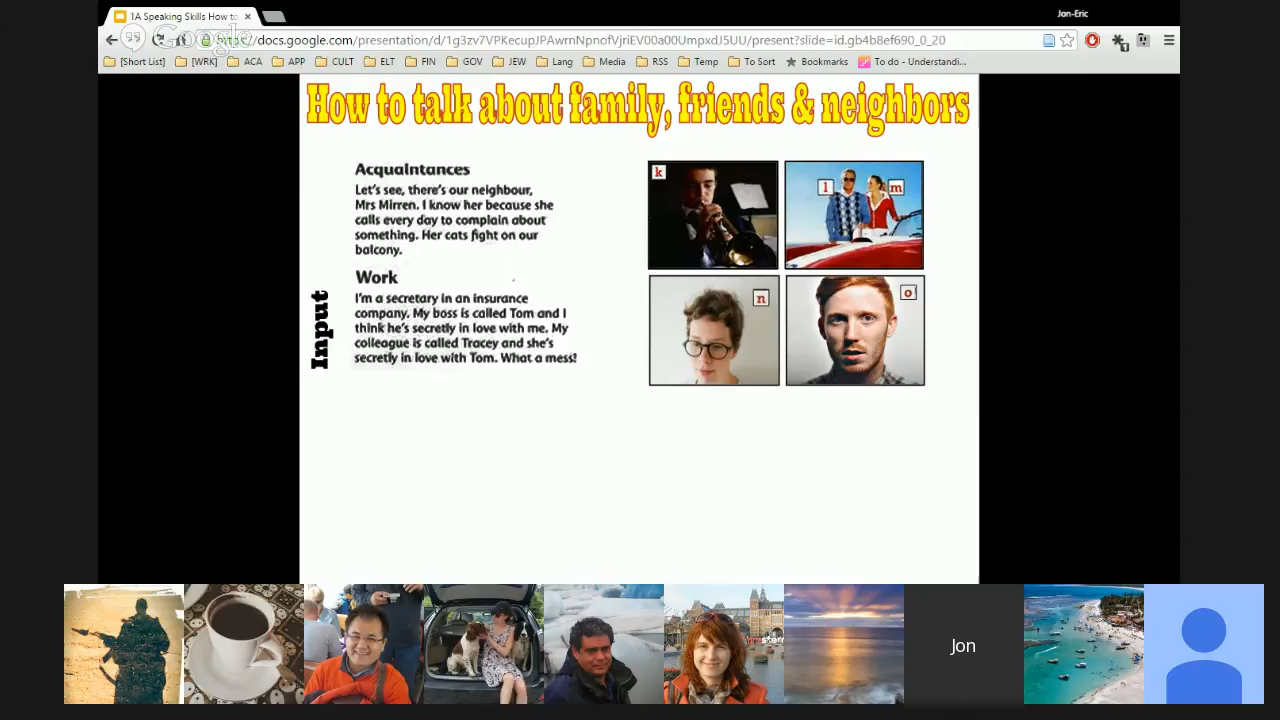 1A Speaking Skills How to
Jon-Eric
Google
https://docs.google.com/presentation/d/1g3zv7VPKecupJPAwmNpnofVjriEV00a00UmpxdJ5UU/present?slide=id.gb4b8ef690_0_20
[Short List] [WRK] ACA APP CULT ELT FIN GOV JEW Lang Media RSS Temp To Sort Bookmarks To do - Understandi...
How to talk about family, friends & neighbors
Acquaintances
Let's see, there's our neighbour,
Mrs Mirren. I know her because she
calls every day to complain about
something. Her cats fight on our
balcony.
Work
I'm a secretary in an insurance
company. My boss is called Tom and I
think he's secretly in love with me. My
colleague is called Tracey and she's
secretly in love with Tom. What a mess!
Input
k
l m
n
o
Jon